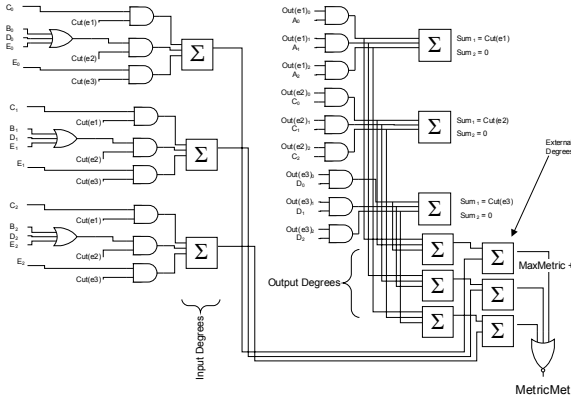 C₀
B₀
D₀
E₀
E₀
Cut(e1)
Cut(e2)
Cut(e3)
Σ
C₁
B₁
D₁
E₁
E₁
Cut(e1)
Cut(e2)
Cut(e3)
Σ
C₂
B₂
D₂
E₂
E₂
Cut(e1)
Cut(e2)
Cut(e3)
Σ
Input Degrees
Out(e1)₀
A₀
Out(e1)₁
A₁
Out(e1)₂
A₂
Σ
Sum₁ = Cut(e1)
Sum₂ = 0
Out(e2)₀
C₀
Out(e2)₁
C₁
Out(e2)₀
C₂
Σ
Sum₁ = Cut(e2)
Sum₂ = 0
Out(e3)₀
D₀
Out(e3)₁
D₁
Out(e3)₂
D₂
Σ
Sum₁ = Cut(e3)
Sum₂ = 0
External
Degrees
Output Degrees
Σ
Σ
Σ
Σ
Σ
Σ
MaxMetric +
MetricMet